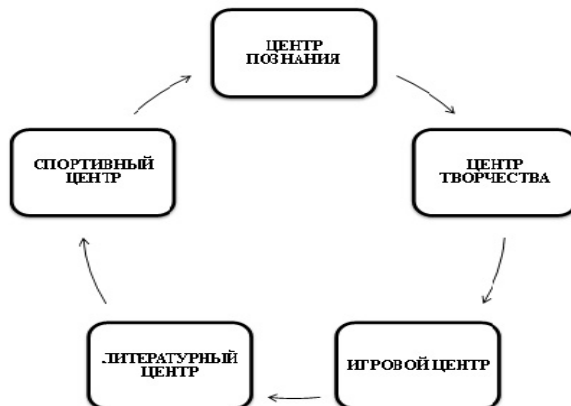 ЦЕНТР
ПОЗНАНИЯ
ЦЕНТР
ТВОРЧЕСТВА
ИГРОВОЙ ЦЕНТР
ЛИТЕРАТУРНЫЙ
ЦЕНТР
СПОРТИВНЫЙ
ЦЕНТР